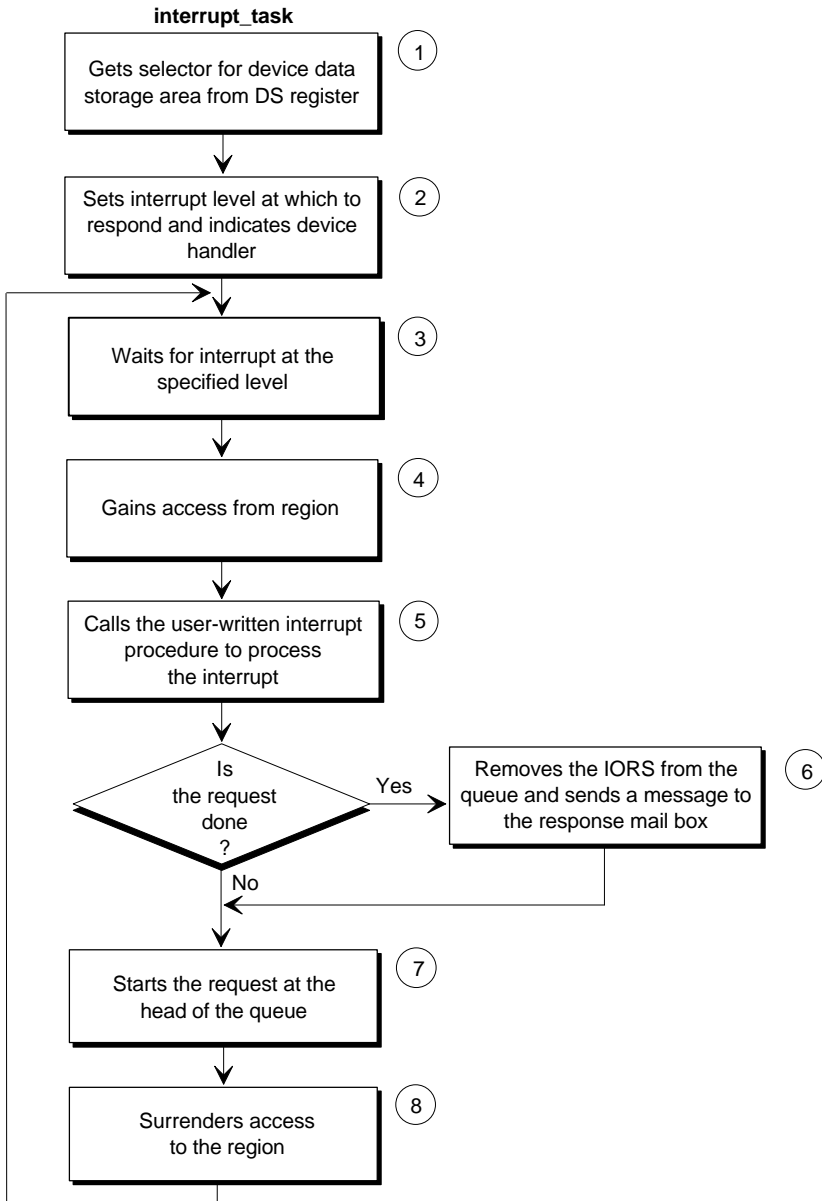 interrupt_task
1
Gets selector for device data
storage area from DS register
2
Sets interrupt level at which to
respond and indicates device
handler
3
Waits for interrupt at the
specified level
4
Gains access from region
5
Calls the user-written interrupt
procedure to process
the interrupt
Is
the request
done
?
Yes
6
Removes the IORS from the
queue and sends a message to
the response mail box
No
7
Starts the request at the
head of the queue
8
Surrenders access
to the region